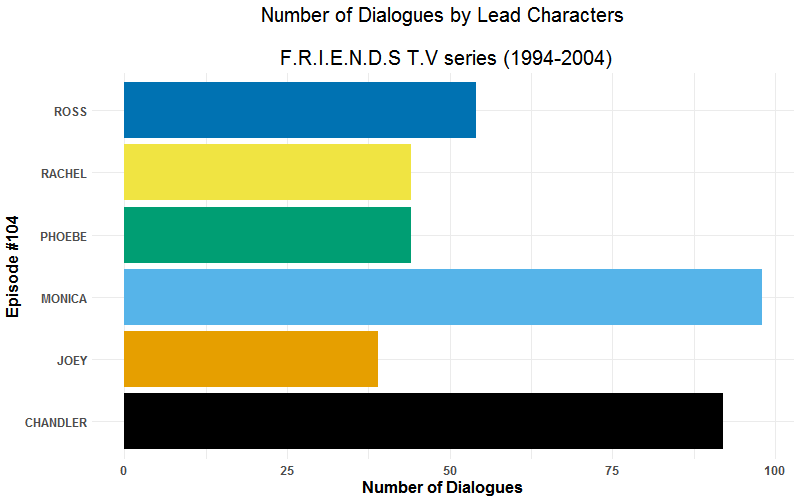 Number of Dialogues by Lead Characters
F.R.I.E.N.D.S T.V series (1994-2004)
Episode #104
ROSS
RACHEL
PHOEBE
MONICA
JOEY
CHANDLER
0 25 50 75 100
Number of Dialogues